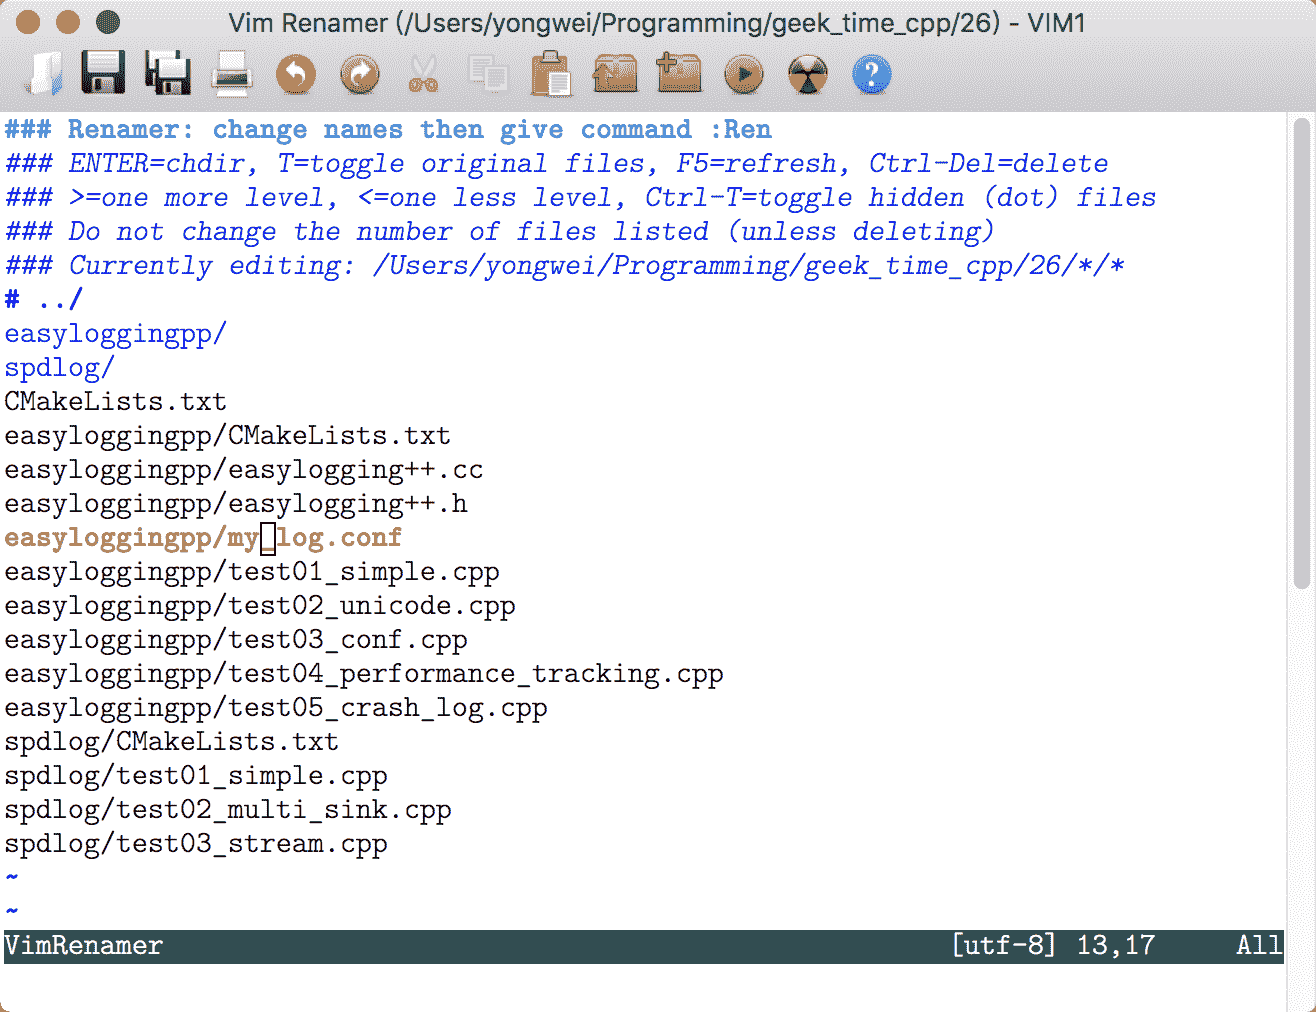 Vim Renamer (/Users/yongwei/Programming/geek_time_cpp/26) - VIM1
### Renamer: change names then give command :Ren
### ENTER=chdir, T=toggle original files, F5=refresh, Ctrl-Del=delete
### >=one more level, <=one less level, Ctrl-T=toggle hidden (dot) files
### Do not change the number of files listed (unless deleting)
### Currently editing: /Users/yongwei/Programming/geek_time_cpp/26/*/*
# ../
easyloggingpp/
spdlog/
CMakeLists.txt
easyloggingpp/CMakeLists.txt
easyloggingpp/easylogging++.cc
easyloggingpp/easylogging++.h
easyloggingpp/my_log.conf
easyloggingpp/test01_simple.cpp
easyloggingpp/test02_unicode.cpp
easyloggingpp/test03_conf.cpp
easyloggingpp/test04_performance_tracking.cpp
easyloggingpp/test05_crash_log.cpp
spdlog/CMakeLists.txt
spdlog/test01_simple.cpp
spdlog/test02_multi_sink.cpp
spdlog/test03_stream.cpp
~
~
VimRenamer [utf-8] 13,17 All